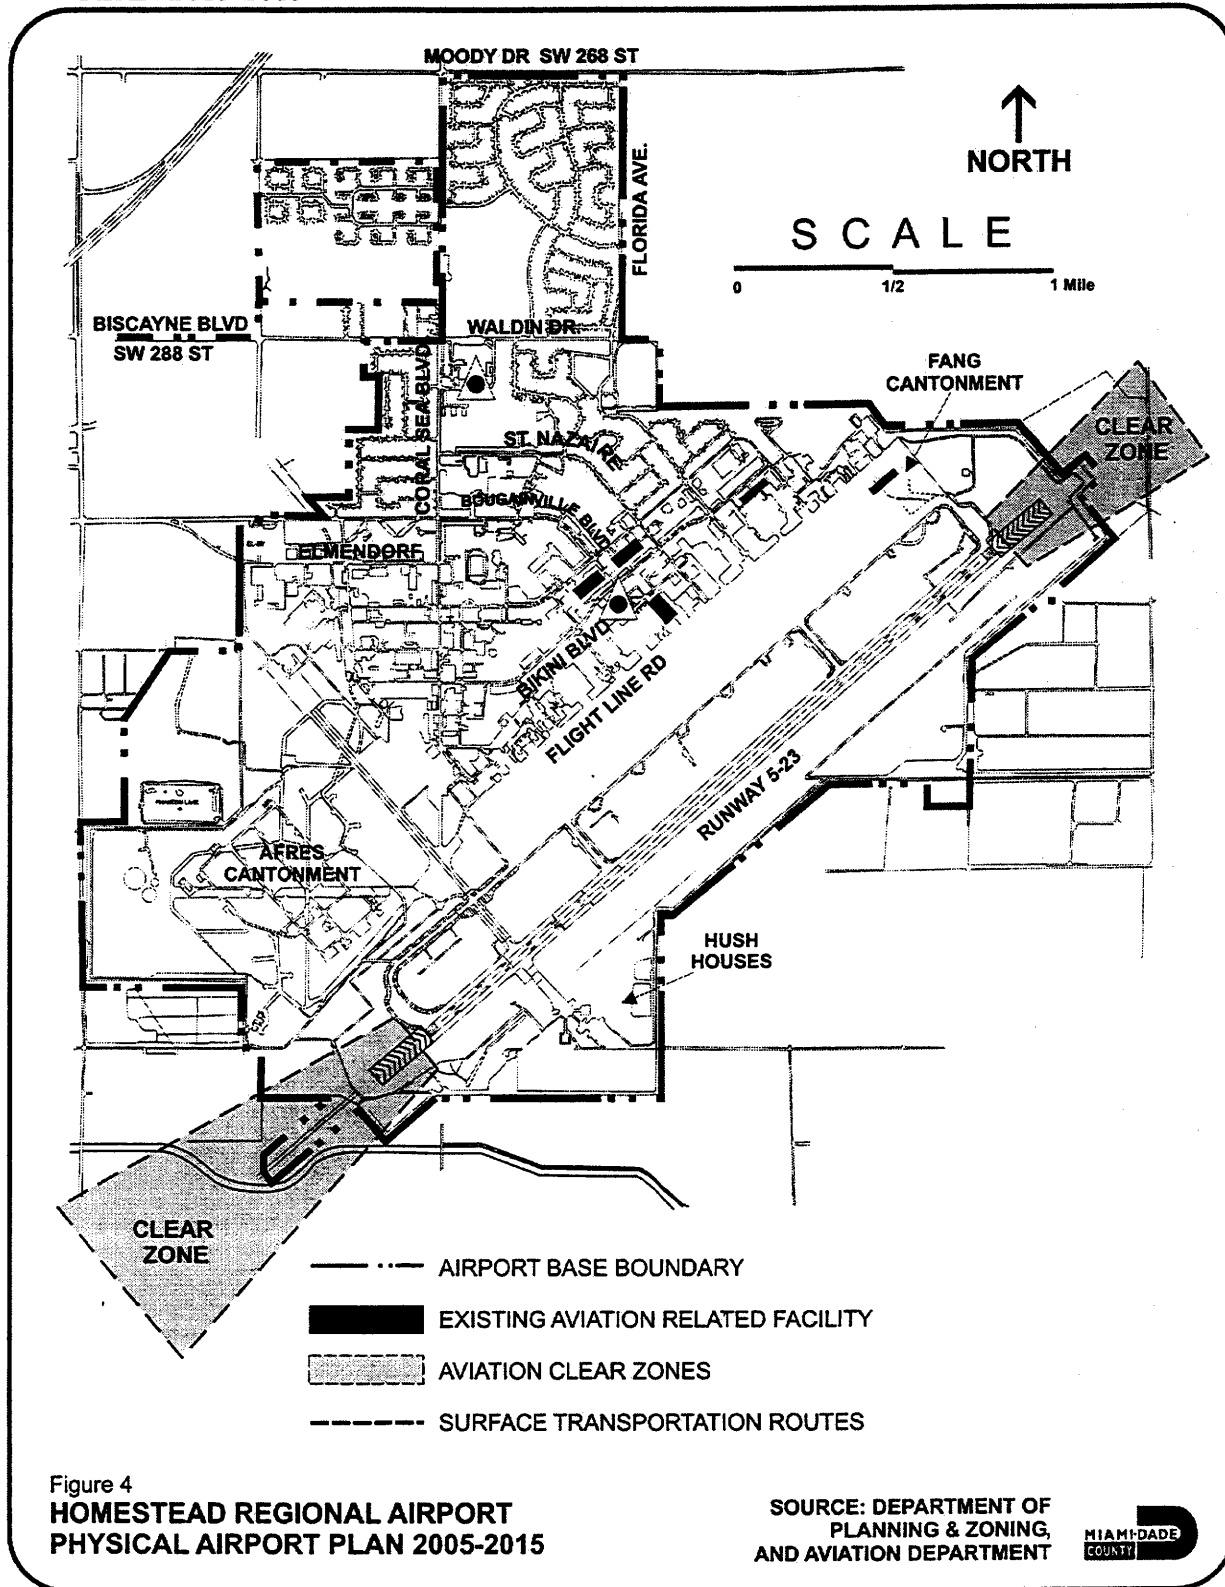 MOODY DR SW 268 ST
NORTH
FLORIDA AVE.
SCALE
0 1/2 1 Mile
BISCAYNE BLVD
SW 288 ST
WALDIN DR.
FANG
CANTONMENT
CORAL SEA BLVD
CLEAR
ZONE
ST. NAZAIRE
BOUGAINVILLE BLVD
ELMENDORF
BIKINI BLVD
FLIGHT LINE RD
RUNWAY 5-23
PHANTOM LAKE
AFRES
CANTONMENT
HUSH
HOUSES
CLEAR
ZONE
AIRPORT BASE BOUNDARY
EXISTING AVIATION RELATED FACILITY
AVIATION CLEAR ZONES
SURFACE TRANSPORTATION ROUTES
Figure 4
HOMESTEAD REGIONAL AIRPORT
PHYSICAL AIRPORT PLAN 2005-2015
SOURCE: DEPARTMENT OF
PLANNING & ZONING,
AND AVIATION DEPARTMENT
MIAMI-DADE
COUNTY